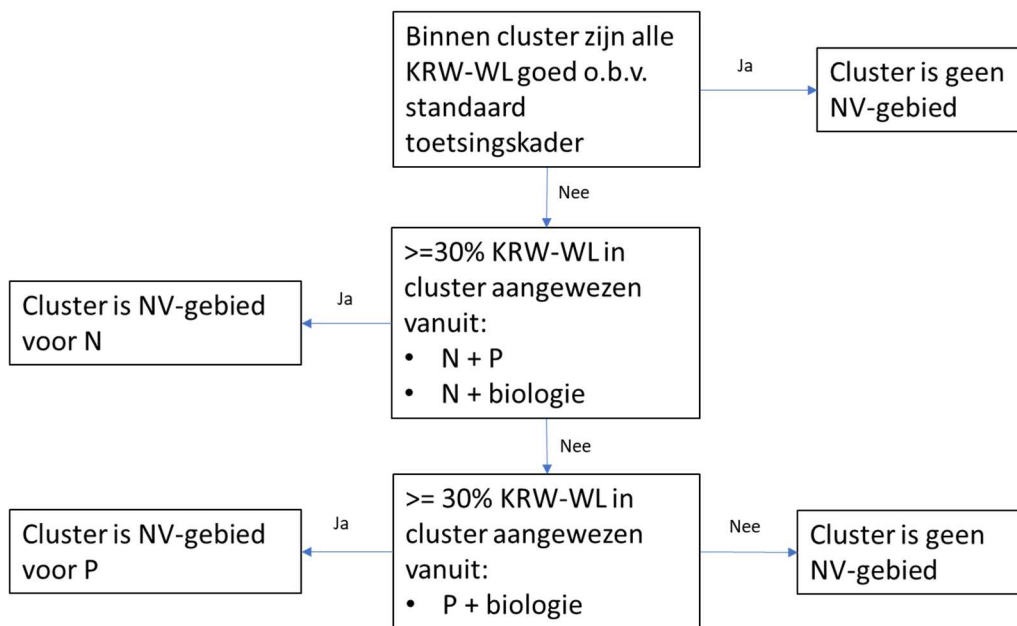 Binnen cluster zijn alle
KRW-WL goed o.b.v.
standaard
toetsingskader
Ja
Cluster is geen
NV-gebied
Nee
>=30% KRW-WL in
cluster aangewezen
vanuit:
• N + P
• N + biologie
Ja
Cluster is NV-gebied
voor N
Nee
>= 30% KRW-WL in
cluster aangewezen
vanuit:
• P + biologie
Ja
Cluster is NV-gebied
voor P
Nee
Cluster is geen
NV-gebied